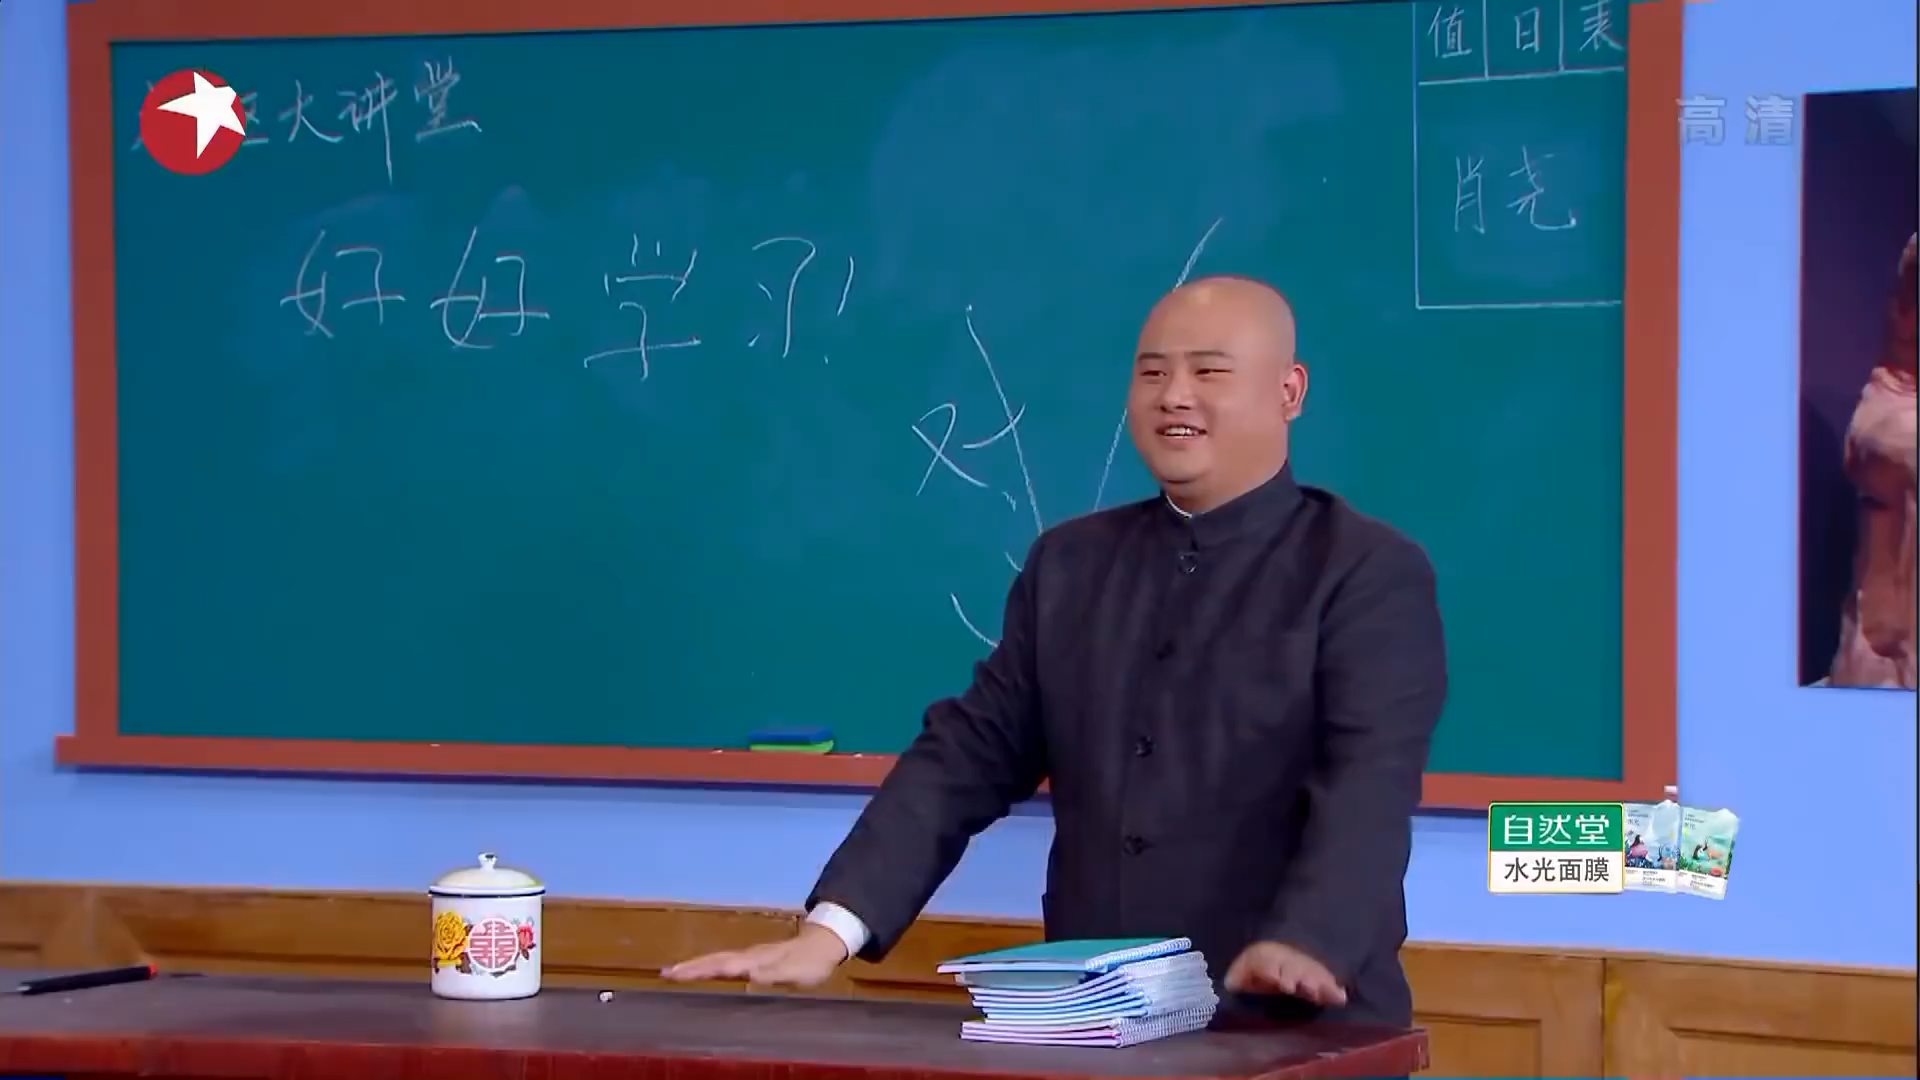 大讲堂
值日表
肖尧
高清
好好学习
对
自然堂
水光面膜